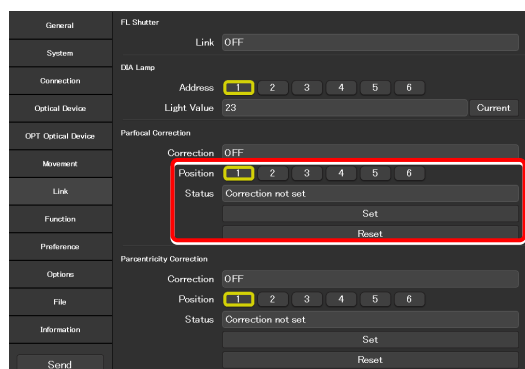 General
System
Connection
Optical Device
OPT Optical Device
Movement
Link
Function
Preference
Options
File
Information
Send
FL Shutter
Link OFF
DIA Lamp
Address 1 2 3 4 5 6
Light Value 23 Current
Parfocal Correction
Correction OFF
Position 1 2 3 4 5 6
Status Correction not set
Set
Reset
Parcentricity Correction
Correction OFF
Position 1 2 3 4 5 6
Status Correction not set
Set
Reset